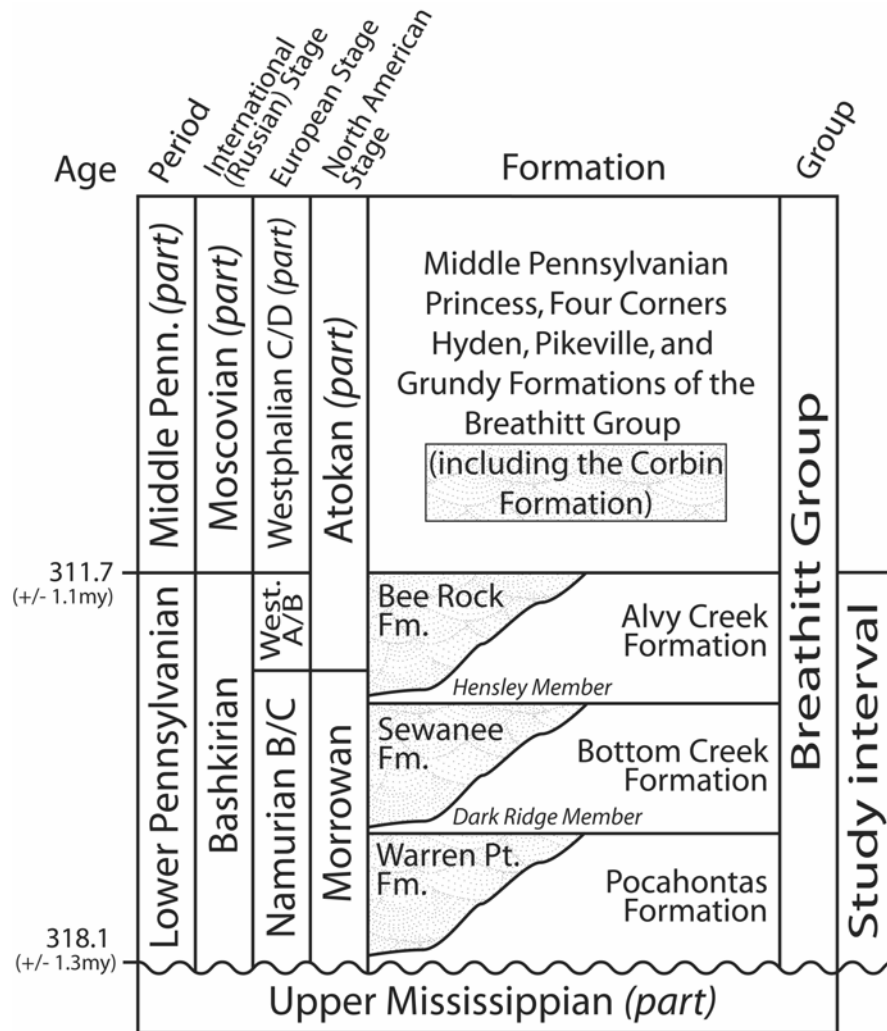 Age
Period
International
(Russian) Stage
European Stage
North American
Stage
Formation
Group
Middle Penn. (part)
Moscovian (part)
Westphalian C/D (part)
Atokan (part)
Middle Pennsylvanian
Princess, Four Corners
Hyden, Pikeville, and
Grundy Formations of the
Breathitt Group
(including the Corbin
Formation)
Breathitt Group
311.7
(+/- 1.1my)
Lower Pennsylvanian
Bashkirian
West.
A/B
Namurian B/C
Morrowan
Bee Rock
Fm.
Alvy Creek
Formation
Hensley Member
Sewanee
Fm.
Bottom Creek
Formation
Dark Ridge Member
Warren Pt.
Fm.
Pocahontas
Formation
Study interval
318.1
(+/- 1.3my)
Upper Mississippian (part)